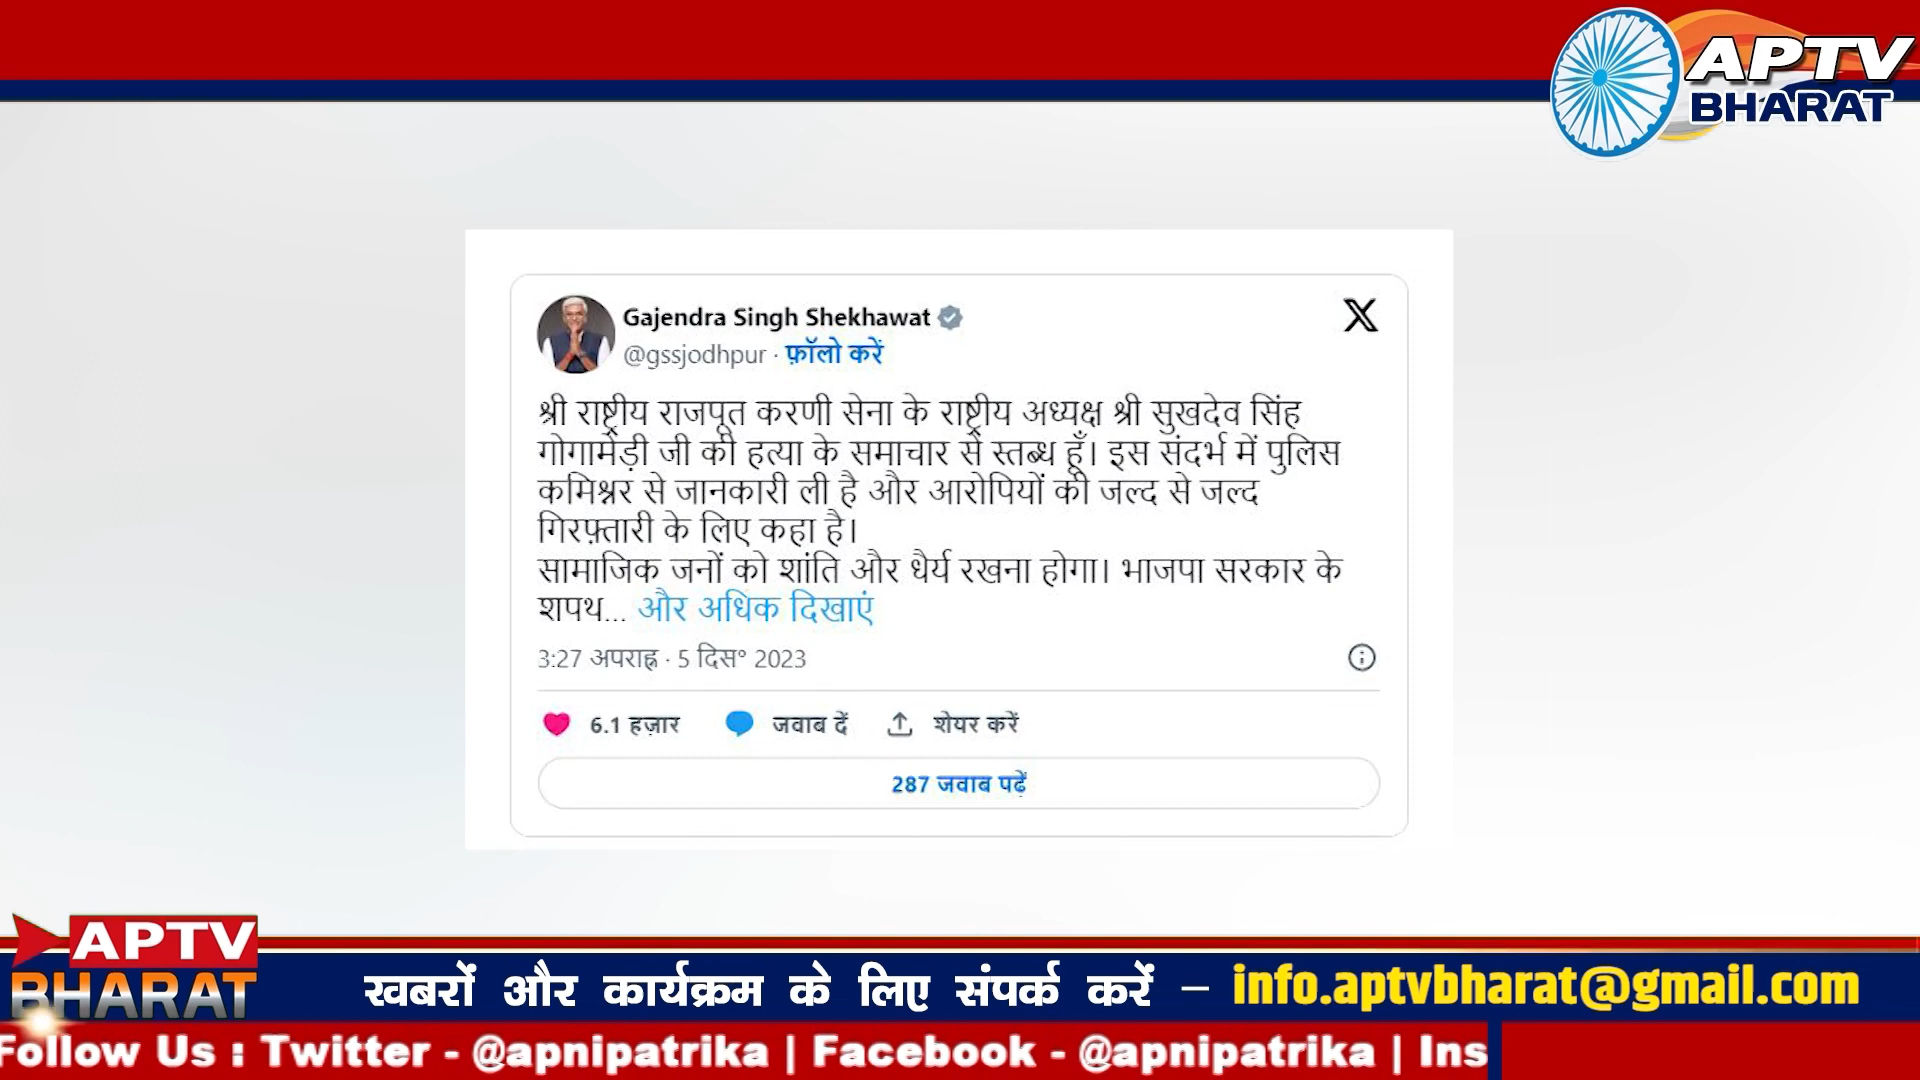 APTV
BHARAT
Gajendra Singh Shekhawat
@gssjodhpur · फ़ॉलो करें
श्री राष्ट्रीय राजपूत करणी सेना के राष्ट्रीय अध्यक्ष श्री सुखदेव सिंह
गोगामेड़ी जी की हत्या के समाचार से स्तब्ध हूँ। इस संदर्भ में पुलिस
कमिश्नर से जानकारी ली है और आरोपियों की जल्द से जल्द
गिरफ़्तारी के लिए कहा है।
सामाजिक जनों को शांति और धैर्य रखना होगा। भाजपा सरकार के
शपथ... और अधिक दिखाएं
3:27 अपराह्न · 5 दिस॰ 2023
6.1 हज़ार जवाब दें शेयर करें
287 जवाब पढ़ें
APTV
BHARAT
खबरों और कार्यक्रम के लिए संपर्क करें – info.aptvbharat@gmail.com
Follow Us : Twitter - @apnipatrika | Facebook - @apnipatrika | Ins